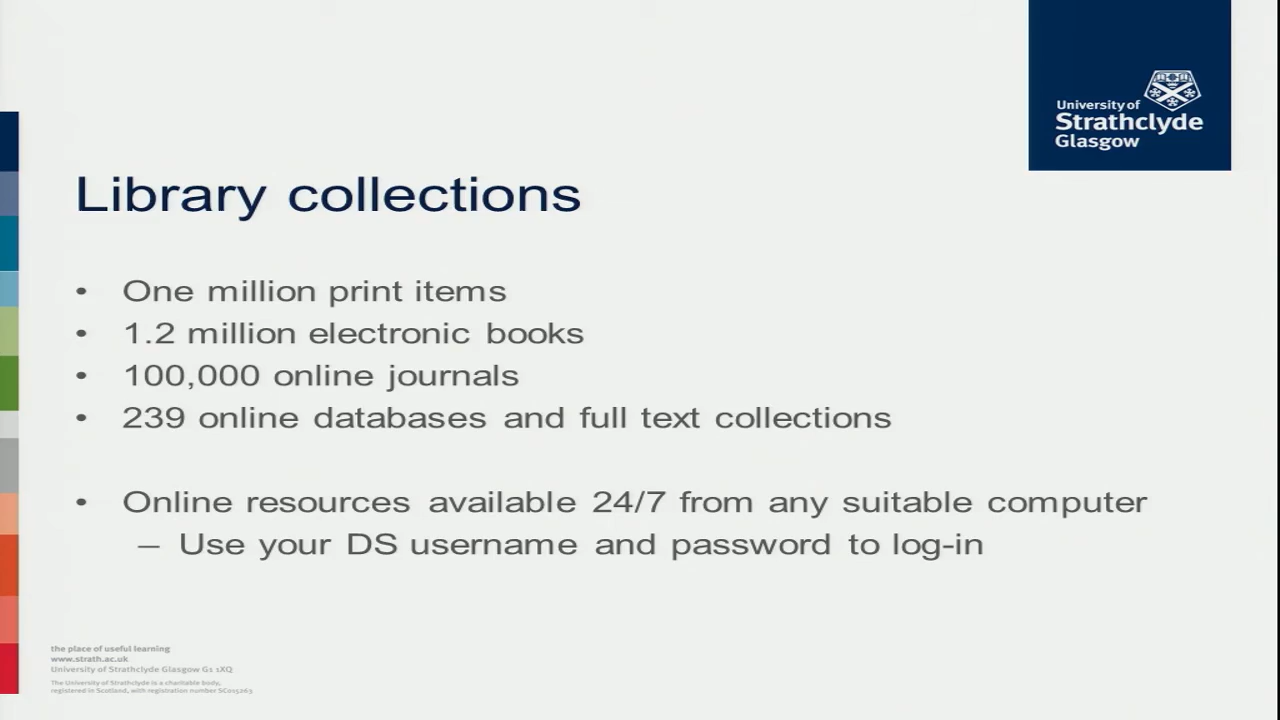 University of
Strathclyde
Glasgow
Library collections
• One million print items
• 1.2 million electronic books
• 100,000 online journals
• 239 online databases and full text collections
• Online resources available 24/7 from any suitable computer
– Use your DS username and password to log-in
the place of useful learning
www.strath.ac.uk
University of Strathclyde Glasgow G1 1XQ
The University of Strathclyde is a charitable body,
registered in Scotland, with registration number SC015263